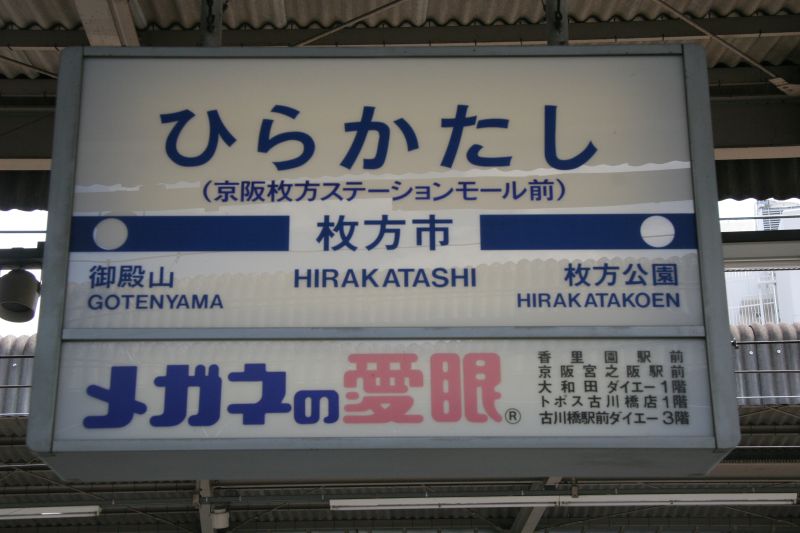 ひらかたし
(京阪枚方ステーションモール前)
枚方市
御殿山
HIRAKATASHI
枚方公園
GOTENYAMA
HIRAKATAKOEN
メガネの愛眼®
香里園駅前
京阪宮之阪駅前
大和田ダイエー1階
トポス古川橋店1階
古川橋駅前ダイエー3階